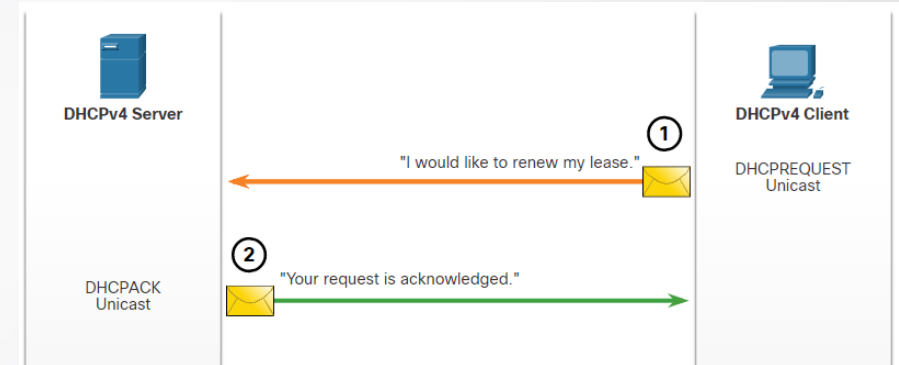 DHCPv4 Server
DHCPv4 Client
1
"I would like to renew my lease."
DHCPREQUEST
Unicast
2
"Your request is acknowledged."
DHCPACK
Unicast